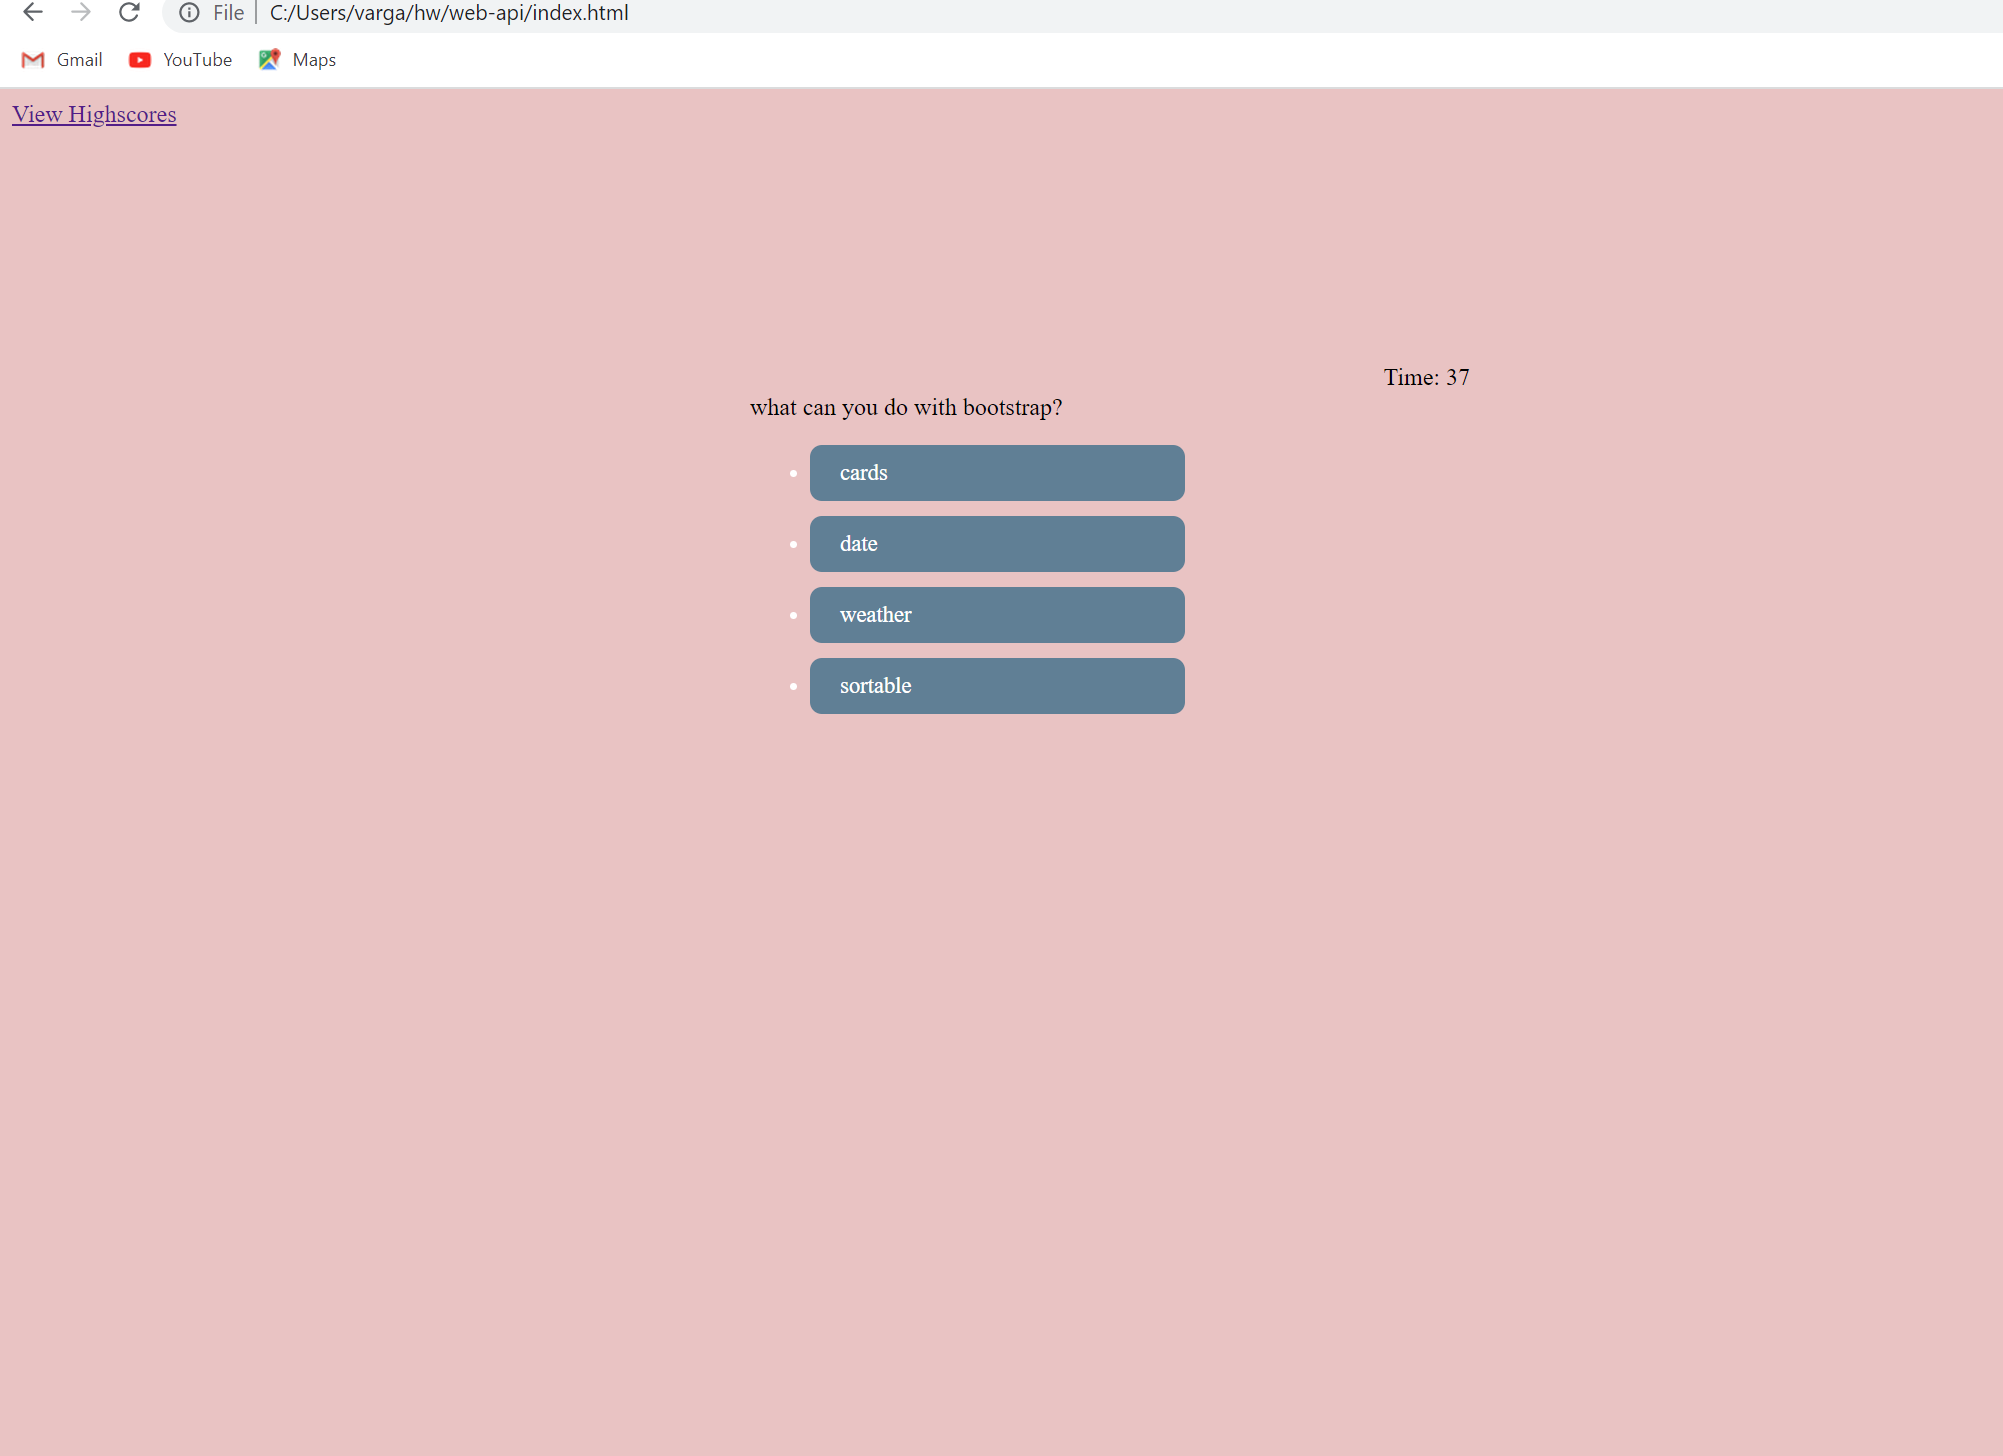 File C:/Users/varga/hw/web-api/index.html
Gmail YouTube Maps
View Highscores
Time: 37
what can you do with bootstrap?
cards
date
weather
sortable